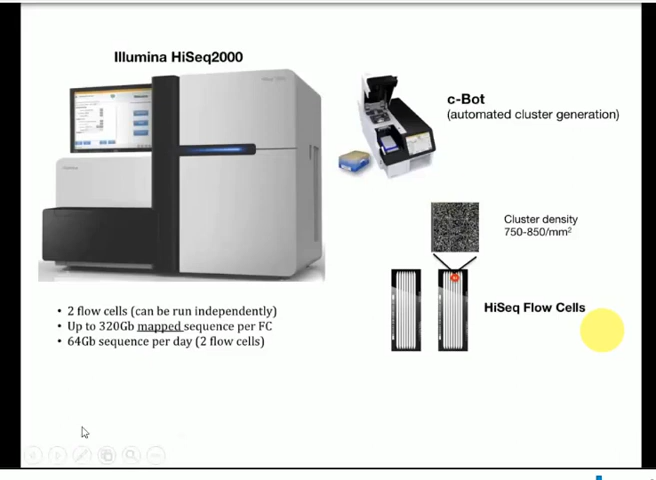 Illumina HiSeq2000
c-Bot
(automated cluster generation)
Cluster density
750-850/mm²
HiSeq Flow Cells
• 2 flow cells (can be run independently)
• Up to 320Gb mapped sequence per FC
• 64Gb sequence per day (2 flow cells)